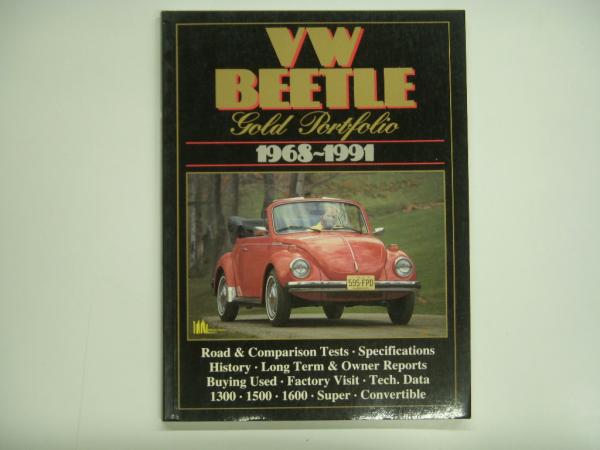 VW
BEETLE
Gold Portfolio
1968~1991
595-FPD
Road & Comparison Tests · Specifications
History · Long Term & Owner Reports
Buying Used · Factory Visit · Tech. Data
1300 · 1500 · 1600 · Super · Convertible